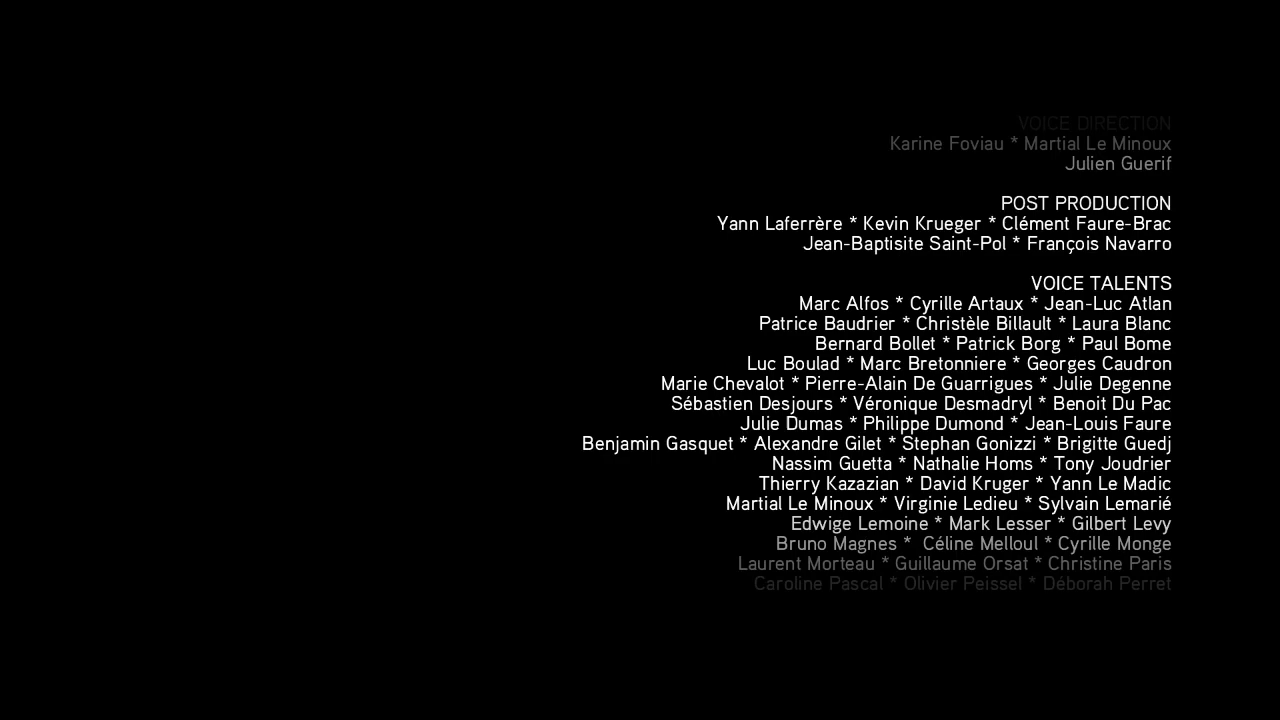 VOICE DIRECTION
Karine Foviau * Martial Le Minoux
Julien Guerif
POST PRODUCTION
Yann Laferrère * Kevin Krueger * Clément Faure-Brac
Jean-Baptisite Saint-Pol * François Navarro
VOICE TALENTS
Marc Alfos * Cyrille Artaux * Jean-Luc Atlan
Patrice Baudrier * Christèle Billault * Laura Blanc
Bernard Bollet * Patrick Borg * Paul Bome
Luc Boulad * Marc Bretonniere * Georges Caudron
Marie Chevalot * Pierre-Alain De Guarrigues * Julie Degenne
Sébastien Desjours * Véronique Desmadryl * Benoit Du Pac
Julie Dumas * Philippe Dumond * Jean-Louis Faure
Benjamin Gasquet * Alexandre Gilet * Stephan Gonizzi * Brigitte Guedj
Nassim Guetta * Nathalie Homs * Tony Joudrier
Thierry Kazazian * David Kruger * Yann Le Madic
Martial Le Minoux * Virginie Ledieu * Sylvain Lemarié
Edwige Lemoine * Mark Lesser * Gilbert Levy
Bruno Magnes * Céline Melloul * Cyrille Monge
Laurent Morteau * Guillaume Orsat * Christine Paris
Caroline Pascal * Olivier Peissel * Déborah Perret